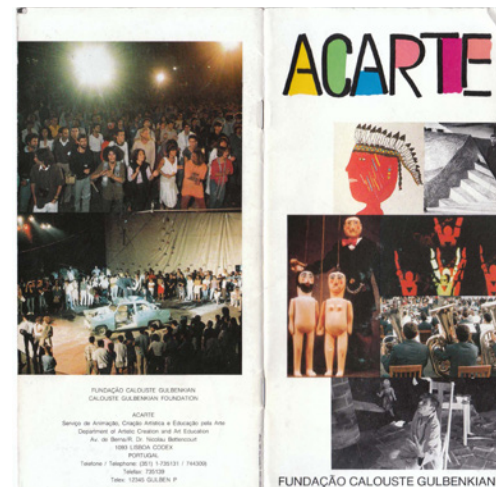 FUNDAÇÃO CALOUSTE GULBENKIAN
CALOUSTE GULBENKIAN FOUNDATION
ACARTE
Serviço de Animação, Criação Artística e Educação pela Arte
Department of Artistic Creation and Art Education
Av. de Berna/R. Dr. Nicolau Bettencourt
1093 LISBOA CODEX
PORTUGAL
Telefone / Telephone: (351) 1-735131 / 744309
Telefax: 735139
Telex: 12345 GULBEN P
ACARTE
FUNDAÇÃO CALOUSTE GULBENKIAN